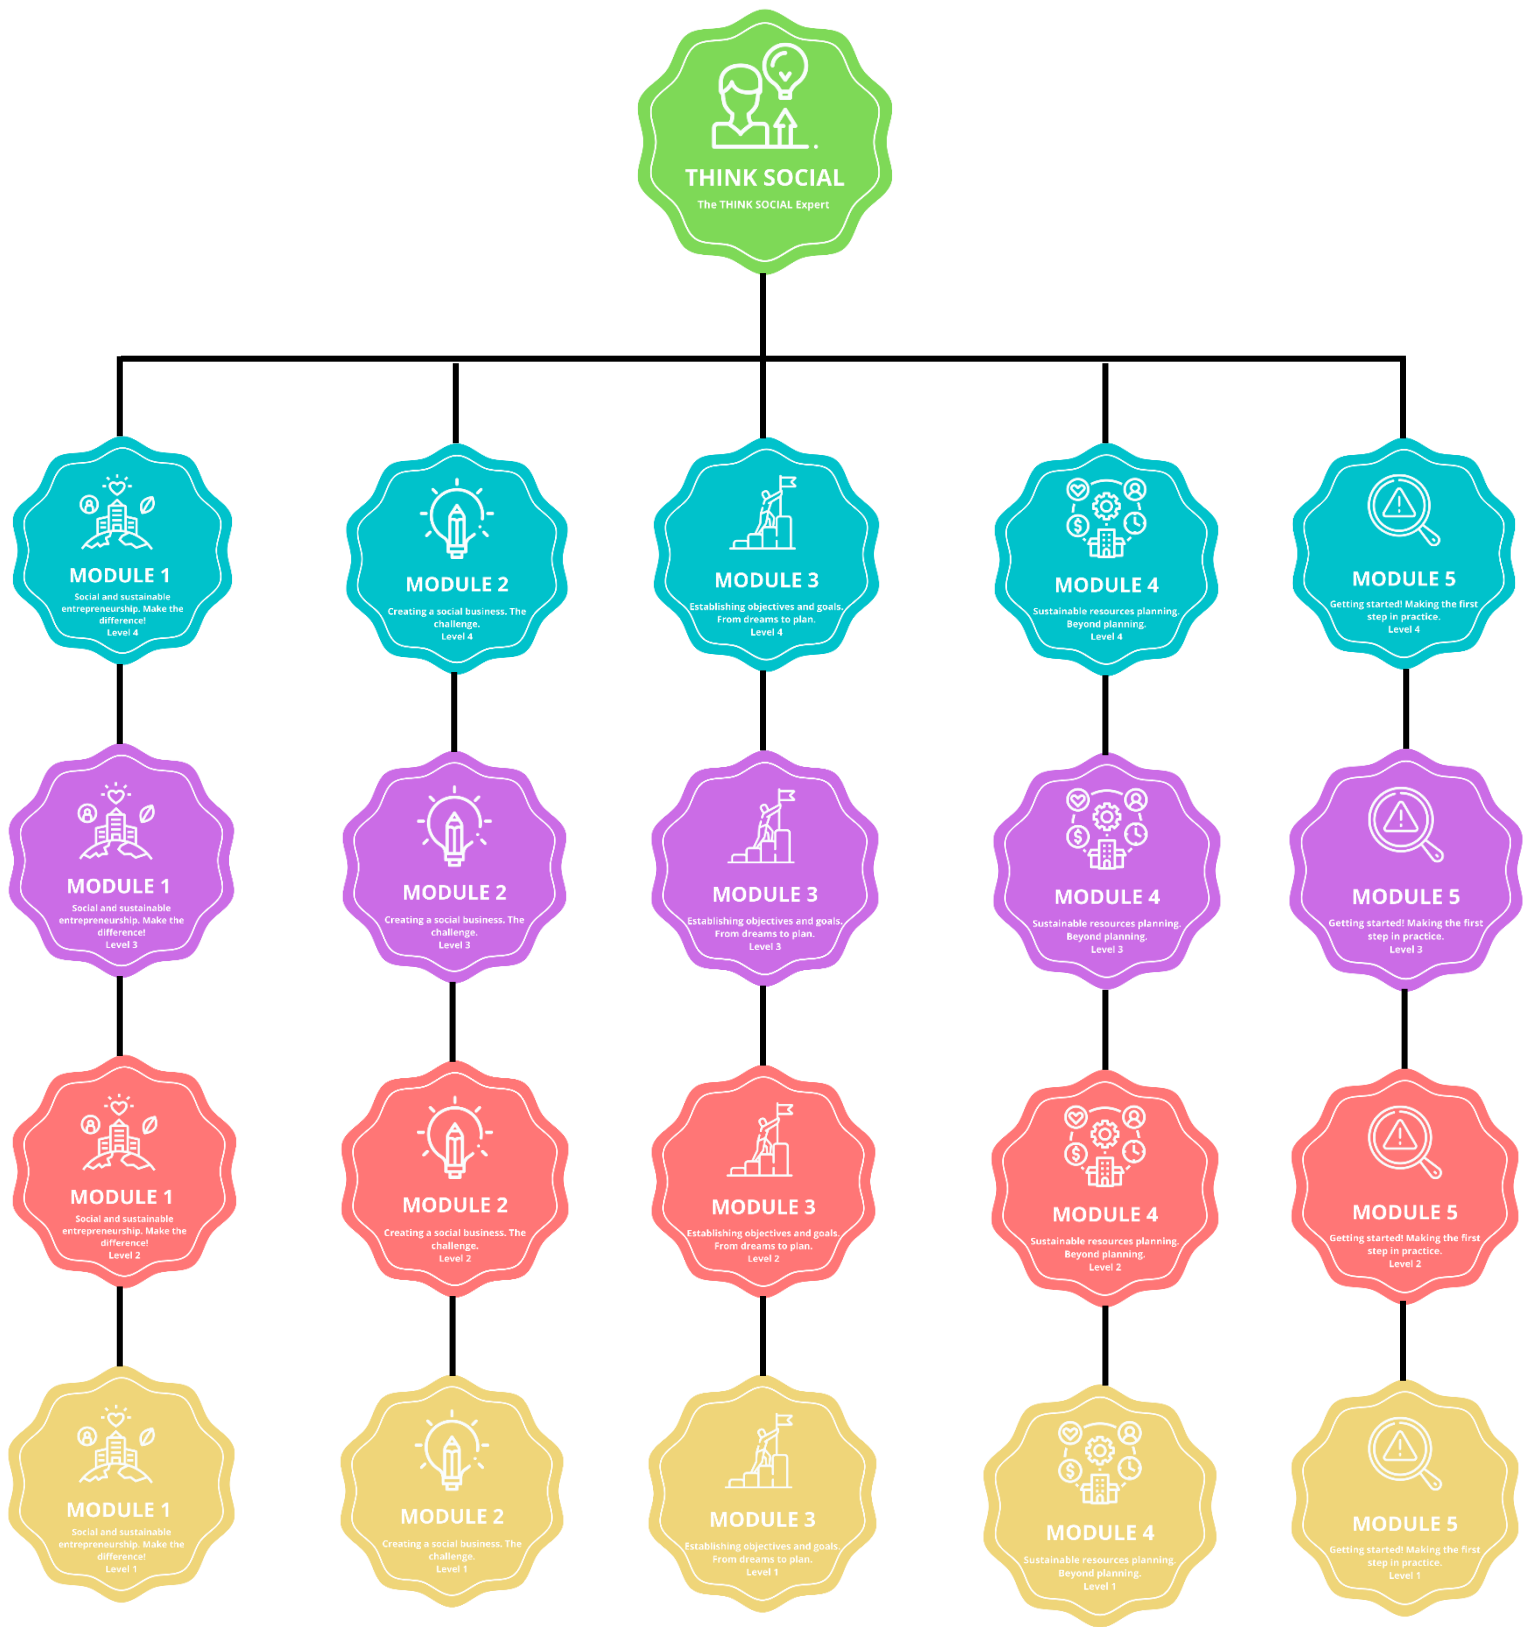 THINK SOCIAL
The THINK SOCIAL Expert
MODULE 1
Social and sustainable
entrepreneurship. Make the
difference!
Level 4
MODULE 2
Creating a social business. The
challenge.
Level 4
MODULE 3
Establishing objectives and goals.
From dreams to plan.
Level 4
MODULE 4
Sustainable resources planning.
Beyond planning.
Level 4
MODULE 5
Getting started! Making the first
step in practice.
Level 4
MODULE 1
Social and sustainable
entrepreneurship. Make the
difference!
Level 3
MODULE 2
Creating a social business. The
challenge.
Level 3
MODULE 3
Establishing objectives and goals.
From dreams to plan.
Level 3
MODULE 4
Sustainable resources planning.
Beyond planning.
Level 3
MODULE 5
Getting started! Making the first
step in practice.
Level 3
MODULE 1
Social and sustainable
entrepreneurship. Make the
difference!
Level 2
MODULE 2
Creating a social business. The
challenge.
Level 2
MODULE 3
Establishing objectives and goals.
From dreams to plan.
Level 2
MODULE 4
Sustainable resources planning.
Beyond planning.
Level 2
MODULE 5
Getting started! Making the first
step in practice.
Level 2
MODULE 1
Social and sustainable
entrepreneurship. Make the
difference!
Level 1
MODULE 2
Creating a social business. The
challenge.
Level 1
MODULE 3
Establishing objectives and goals.
From dreams to plan.
Level 1
MODULE 4
Sustainable resources planning.
Beyond planning.
Level 1
MODULE 5
Getting started! Making the first
step in practice.
Level 1